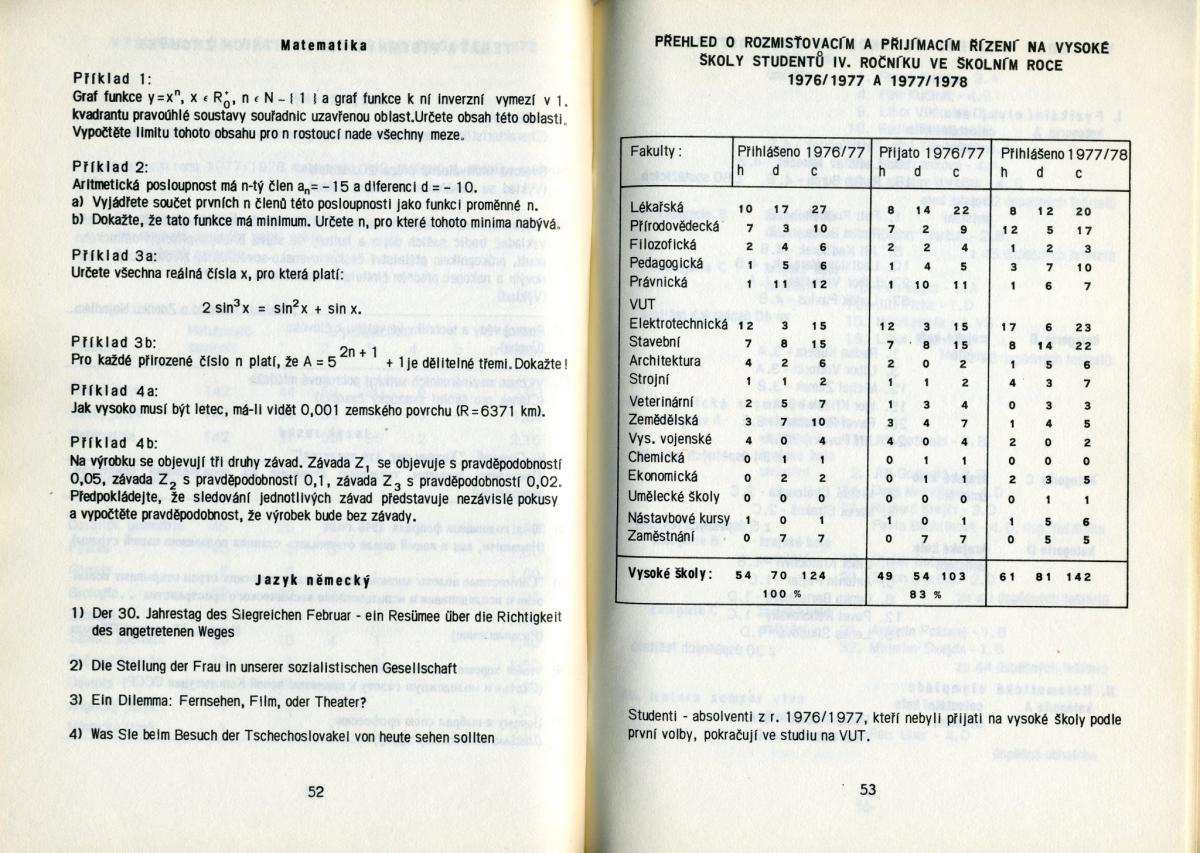 Matematika
Příklad 1:
Graf funkce y=xⁿ, x ϵ R₀⁺, n ϵ N - { 1 } a graf funkce k ní inverzní vymezí v 1.
kvadrantu pravoúhlé soustavy souřadnic uzavřenou oblast.Určete obsah této oblasti.
Vypočtěte limitu tohoto obsahu pro n rostoucí nade všechny meze.
Příklad 2:
Aritmetická posloupnost má n-tý člen aₙ= - 15 a diferenci d = - 10.
a) Vyjádřete součet prvních n členů této posloupnosti jako funkci proměnné n.
b) Dokažte, že tato funkce má minimum. Určete n, pro které tohoto minima nabývá.
Příklad 3a:
Určete všechna reálná čísla x, pro která platí:
2 sin³x = sin²x + sin x.
Příklad 3b:
Pro každé přirozené číslo n platí, že A = 5^(2n + 1) + 1 je dělitelné třemi. Dokažte !
Příklad 4a:
Jak vysoko musí být letec, má-li vidět 0,001 zemského povrchu (R = 6371 km).
Příklad 4b:
Na výrobku se objevují tři druhy závad. Závada Z₁ se objevuje s pravděpodobností
0,05, závada Z₂ s pravděpodobností 0,1, závada Z₃ s pravděpodobností 0,02.
Předpokládejte, že sledování jednotlivých závad představuje nezávislé pokusy
a vypočtěte pravděpodobnost, že výrobek bude bez závady.
Jazyk německý
1) Der 30. Jahrestag des Siegreichen Februar - ein Resümee über die Richtigkeit
des angetretenen Weges
2) Die Stellung der Frau in unserer sozialistischen Gesellschaft
3) Ein Dilemma: Fernsehen, Film, oder Theater?
4) Was Sie beim Besuch der Tschechoslovakei von heute sehen sollten
52
PŘEHLED O ROZMISŤOVACÍM A PŘIJÍMACÍM ŘÍZENÍ NA VYSOKÉ
ŠKOLY STUDENTŮ IV. ROČNÍKU VE ŠKOLNÍM ROCE
1976/1977 A 1977/1978
Fakulty: Přihlášeno 1976/77 Přijato 1976/77 Přihlášeno 1977/78
h d c h d c h d c
Lékařská 10 17 27 8 14 22 8 12 20
Přírodovědecká 7 3 10 7 2 9 12 5 17
Filozofická 2 4 6 2 2 4 1 2 3
Pedagogická 1 5 6 1 4 5 3 7 10
Právnická 1 11 12 1 10 11 1 6 7
VUT
Elektrotechnická 12 3 15 12 3 15 17 6 23
Stavební 7 8 15 7 8 15 8 14 22
Architektura 4 2 6 2 0 2 1 5 6
Strojní 1 1 2 1 1 2 4 3 7
Veterinární 2 5 7 1 3 4 0 3 3
Zemědělská 3 7 10 3 4 7 1 4 5
Vys. vojenské 4 0 4 4 0 4 2 0 2
Chemická 0 1 1 0 1 1 0 0 0
Ekonomická 0 2 2 0 1 1 2 3 5
Umělecké školy 0 0 0 0 0 0 0 1 1
Nástavbové kursy 1 0 1 1 0 1 1 5 6
Zaměstnání 0 7 7 0 7 7 0 5 5
Vysoké školy: 54 70 124 49 54 103 61 81 142
100 % 83 %
Studenti - absolventi z r. 1976/1977, kteří nebyli přijati na vysoké školy podle
první volby, pokračují ve studiu na VUT.
53